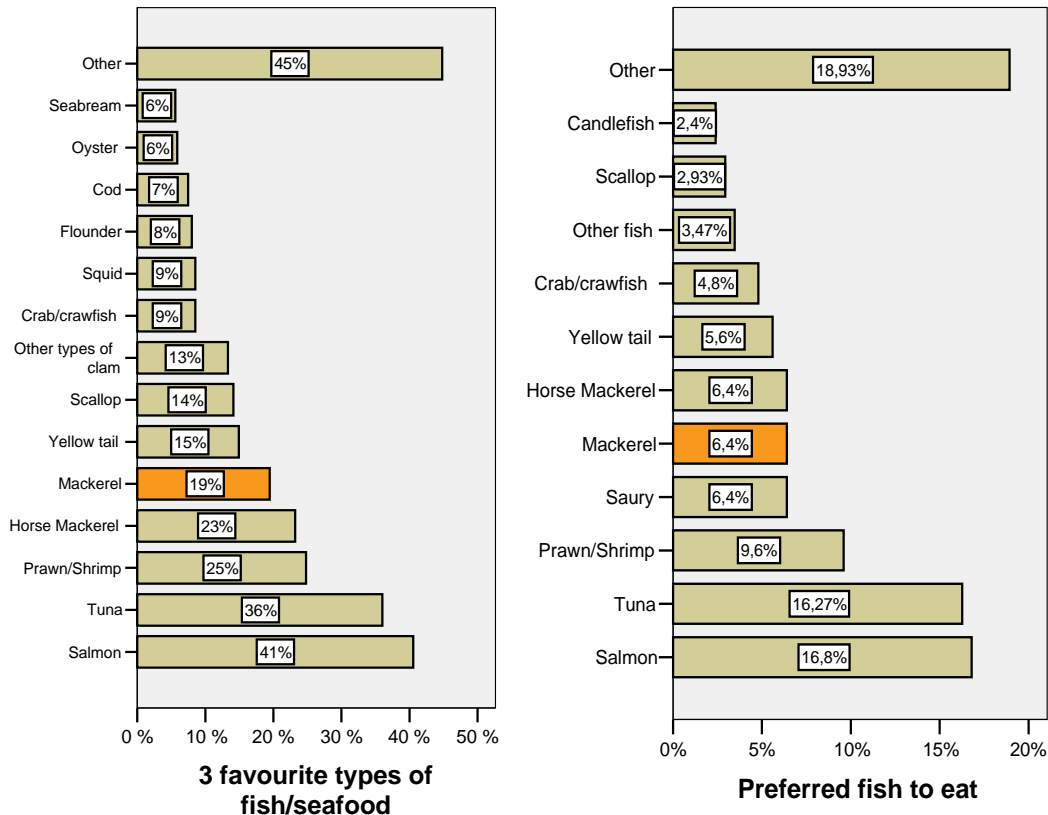 Other
45%
Seabream
6%
Oyster
6%
Cod
7%
Flounder
8%
Squid
9%
Crab/crawfish
9%
Other types of
clam
13%
Scallop
14%
Yellow tail
15%
Mackerel
19%
Horse Mackerel
23%
Prawn/Shrimp
25%
Tuna
36%
Salmon
41%
0 % 10 % 20 % 30 % 40 % 50 %
3 favourite types of
fish/seafood
Other
18,93%
Candlefish
2,4%
Scallop
2,93%
Other fish
3,47%
Crab/crawfish
4,8%
Yellow tail
5,6%
Horse Mackerel
6,4%
Mackerel
6,4%
Saury
6,4%
Prawn/Shrimp
9,6%
Tuna
16,27%
Salmon
16,8%
0% 5% 10% 15% 20%
Preferred fish to eat